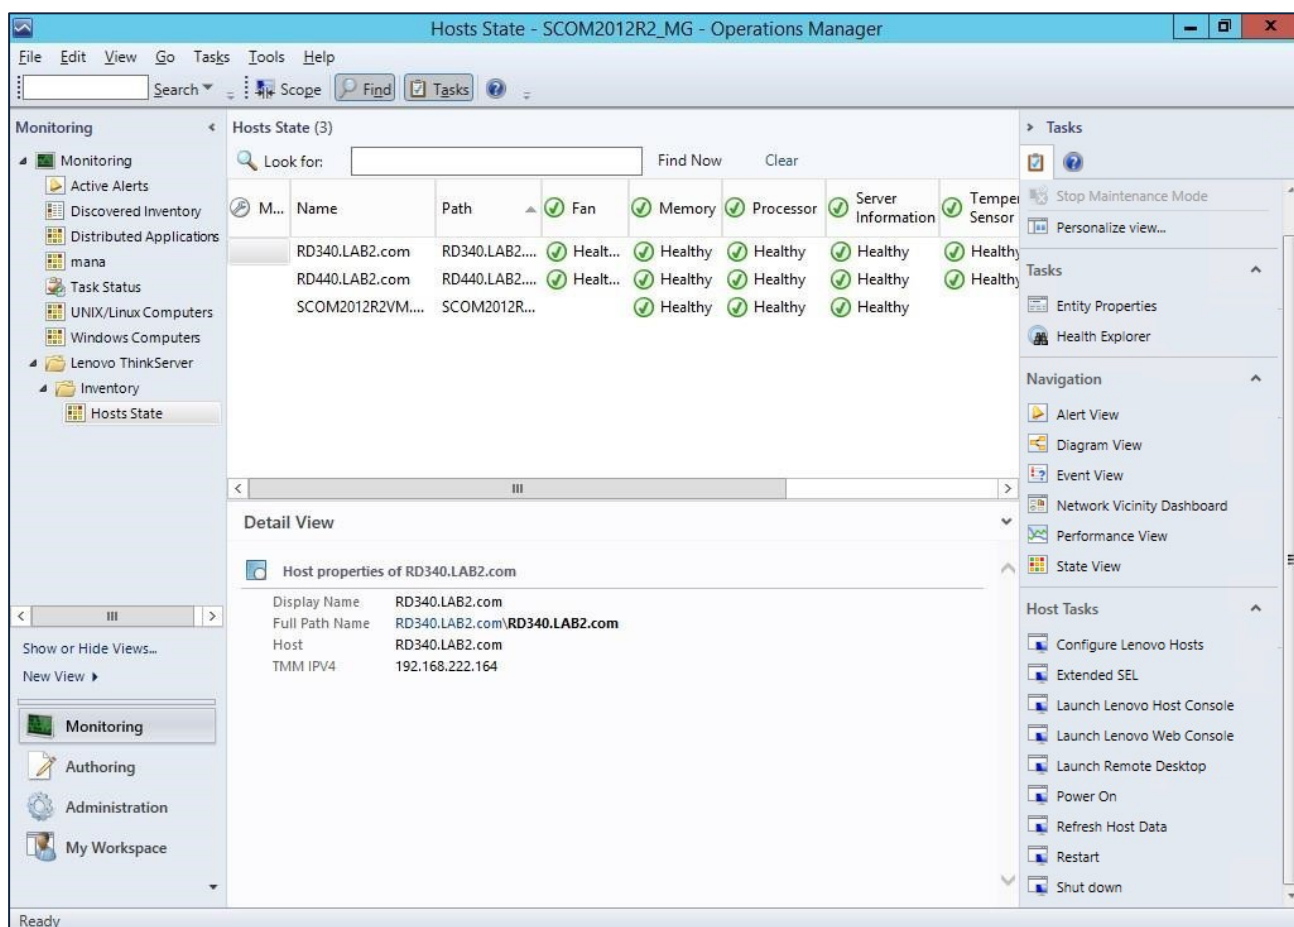 Hosts State - SCOM2012R2_MG - Operations Manager
File Edit View Go Tasks Tools Help
Search Scope Find Tasks
Monitoring
Monitoring
Active Alerts
Discovered Inventory
Distributed Applications
mana
Task Status
UNIX/Linux Computers
Windows Computers
Lenovo ThinkServer
Inventory
Hosts State
Show or Hide Views...
New View
Monitoring
Authoring
Administration
My Workspace
Hosts State (3)
Look for: Find Now Clear
M... Name Path Fan Memory Processor Server Information Temper Sensor
RD340.LAB2.com RD340.LAB2.... Healt... Healthy Healthy Healthy Healthy
RD440.LAB2.com RD440.LAB2.... Healt... Healthy Healthy Healthy Healthy
SCOM2012R2VM.... SCOM2012R... Healthy Healthy Healthy
Detail View
Host properties of RD340.LAB2.com
Display Name RD340.LAB2.com
Full Path Name RD340.LAB2.com\RD340.LAB2.com
Host RD340.LAB2.com
TMM IPV4 192.168.222.164
Tasks
Stop Maintenance Mode
Personalize view...
Tasks
Entity Properties
Health Explorer
Navigation
Alert View
Diagram View
Event View
Network Vicinity Dashboard
Performance View
State View
Host Tasks
Configure Lenovo Hosts
Extended SEL
Launch Lenovo Host Console
Launch Lenovo Web Console
Launch Remote Desktop
Power On
Refresh Host Data
Restart
Shut down
Ready